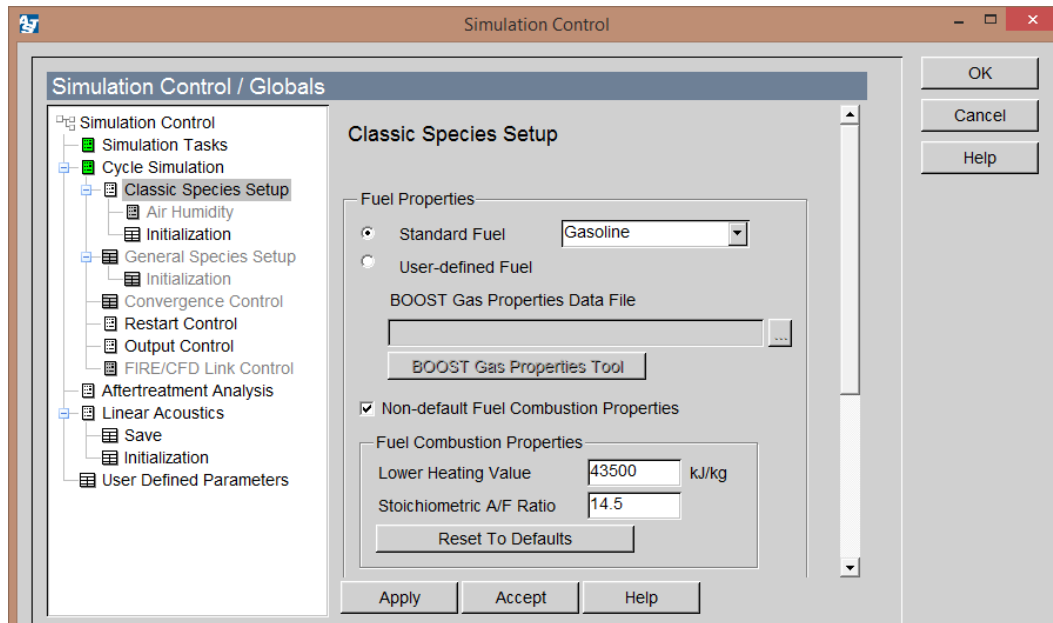 Simulation Control
Simulation Control / Globals
Simulation Control
Simulation Tasks
Cycle Simulation
Classic Species Setup
Air Humidity
Initialization
General Species Setup
Initialization
Convergence Control
Restart Control
Output Control
FIRE/CFD Link Control
Aftertreatment Analysis
Linear Acoustics
Save
Initialization
User Defined Parameters
Classic Species Setup
Fuel Properties
Standard Fuel Gasoline
User-defined Fuel
BOOST Gas Properties Data File
...
BOOST Gas Properties Tool
Non-default Fuel Combustion Properties
Fuel Combustion Properties
Lower Heating Value 43500 kJ/kg
Stoichiometric A/F Ratio 14.5
Reset To Defaults
Apply Accept Help
OK
Cancel
Help